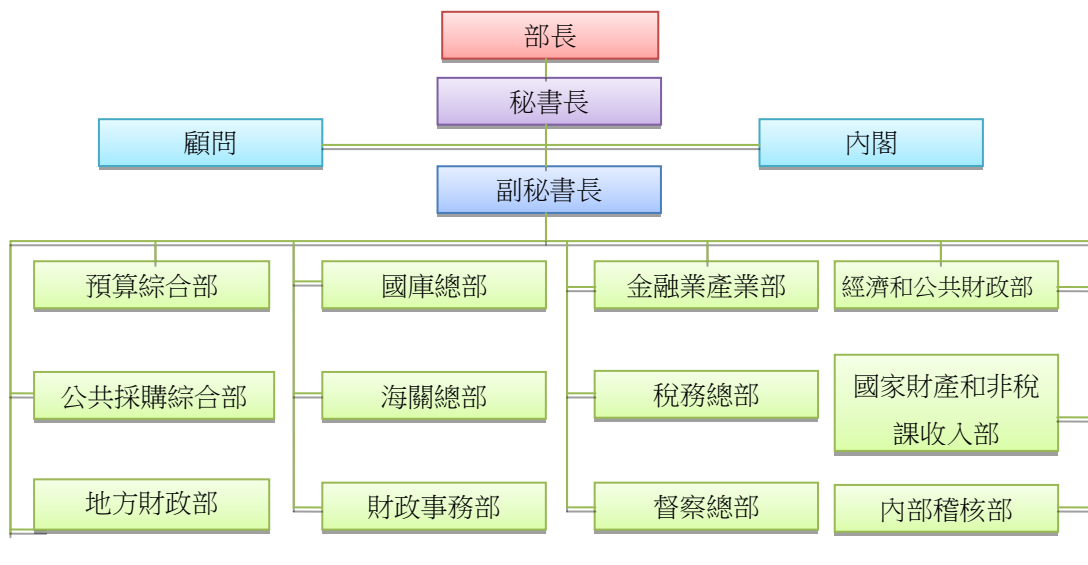 部長
秘書長
顧問
內閣
副秘書長
預算綜合部
國庫總部
金融業產業部
經濟和公共財政部
公共採購綜合部
海關總部
稅務總部
國家財產和非稅
課收入部
地方財政部
財政事務部
督察總部
內部稽核部